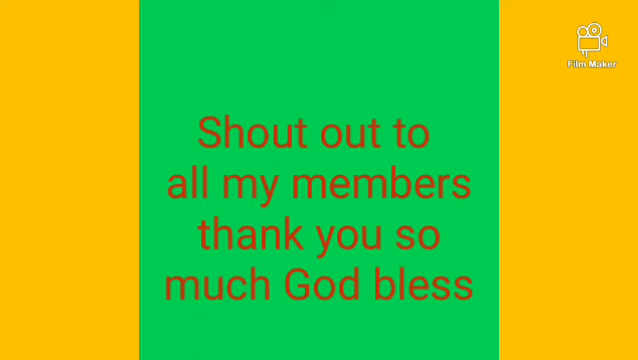 Film Maker
Shout out to
all my members
thank you so
much God bless